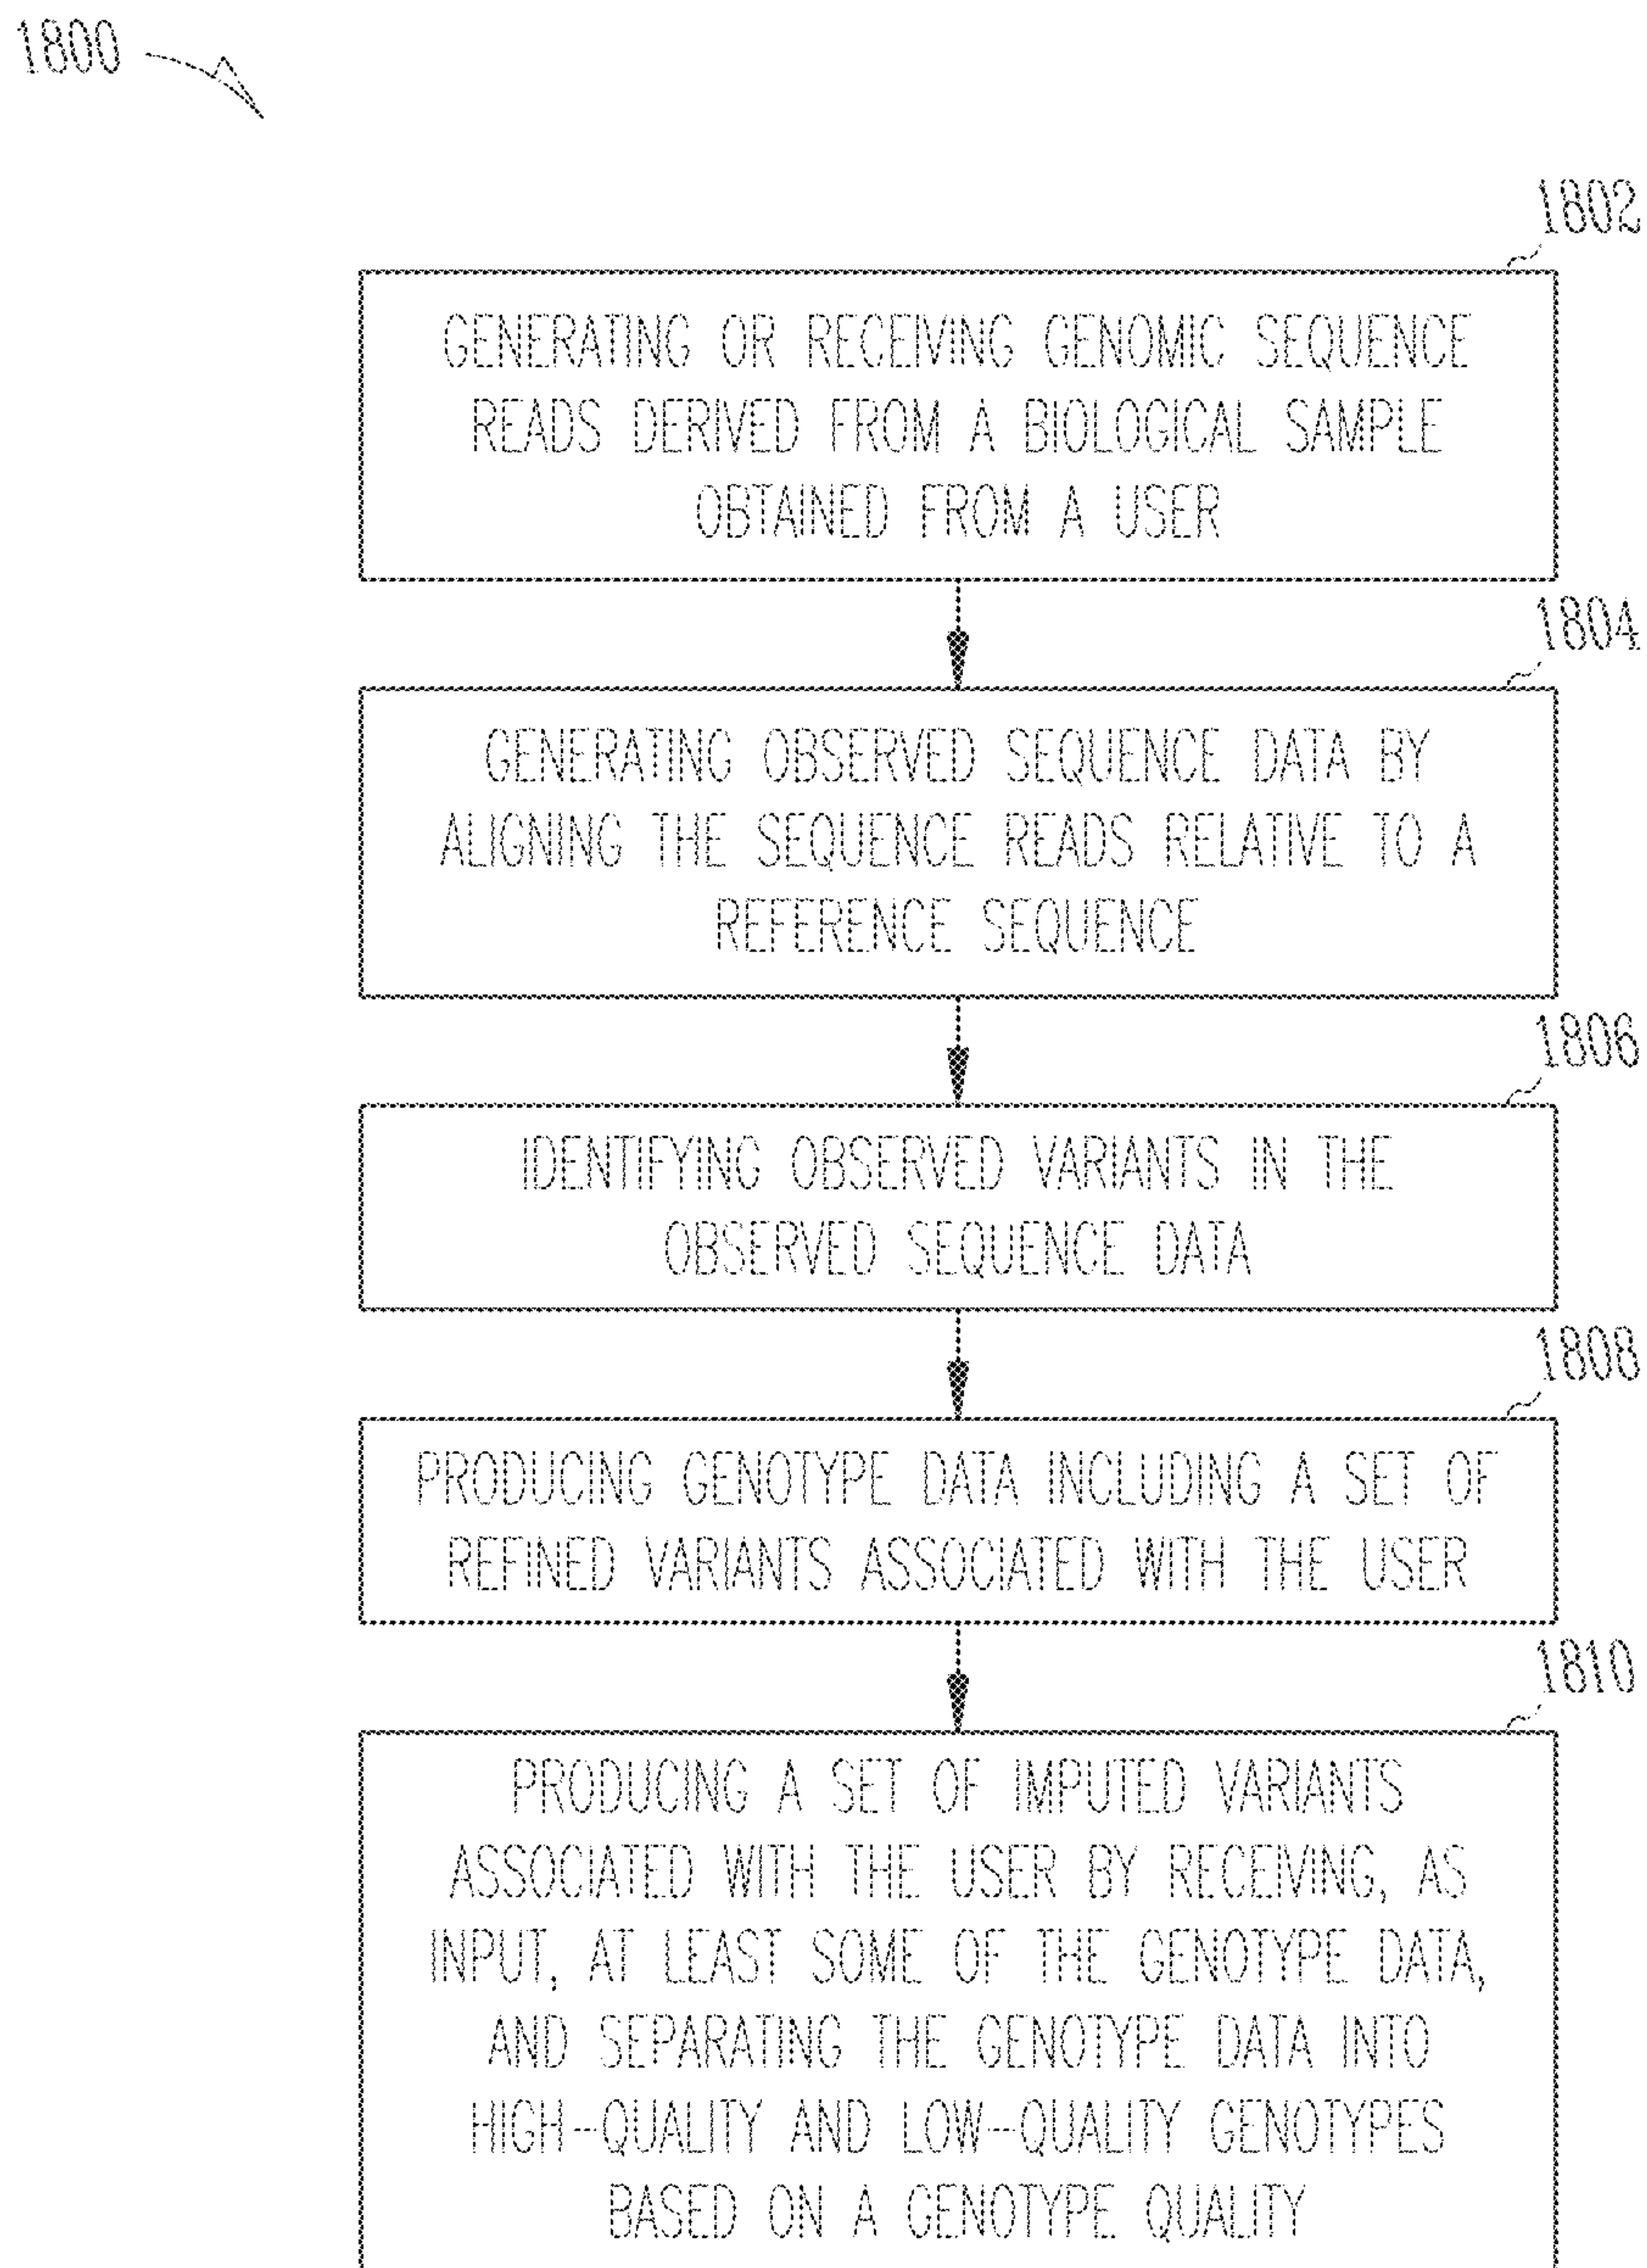 1800
1802
GENERATING OR RECEIVING GENOMIC SEQUENCE
READS DERIVED FROM A BIOLOGICAL SAMPLE
OBTAINED FROM A USER
1804
GENERATING OBSERVED SEQUENCE DATA BY
ALIGNING THE SEQUENCE READS RELATIVE TO A
REFERENCE SEQUENCE
1806
IDENTIFYING OBSERVED VARIANTS IN THE
OBSERVED SEQUENCE DATA
1808
PRODUCING GENOTYPE DATA INCLUDING A SET OF
REFINED VARIANTS ASSOCIATED WITH THE USER
1810
PRODUCING A SET OF IMPUTED VARIANTS
ASSOCIATED WITH THE USER BY RECEIVING, AS
INPUT, AT LEAST SOME OF THE GENOTYPE DATA,
AND SEPARATING THE GENOTYPE DATA INTO
HIGH-QUALITY AND LOW-QUALITY GENOTYPES
BASED ON A GENOTYPE QUALITY